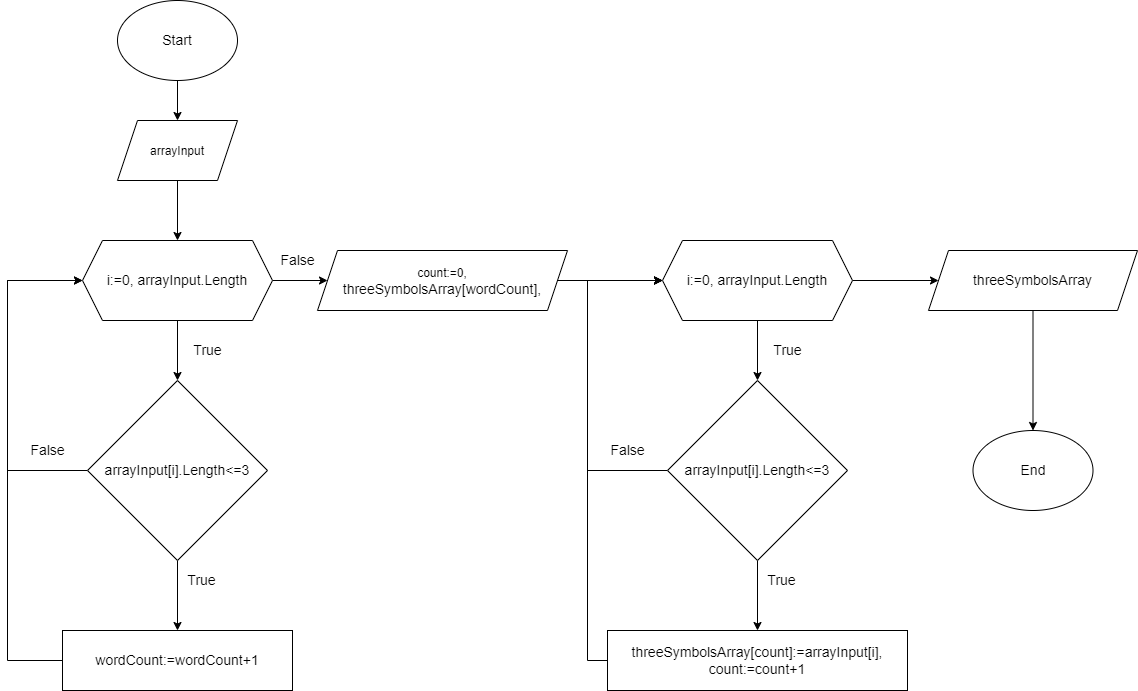 Start
arrayInput
i:=0, arrayInput.Length
False
count:=0,
threeSymbolsArray[wordCount],
i:=0, arrayInput.Length
threeSymbolsArray
True
True
False
arrayInput[i].Length<=3
False
arrayInput[i].Length<=3
End
True
True
wordCount:=wordCount+1
threeSymbolsArray[count]:=arrayInput[i],
count:=count+1